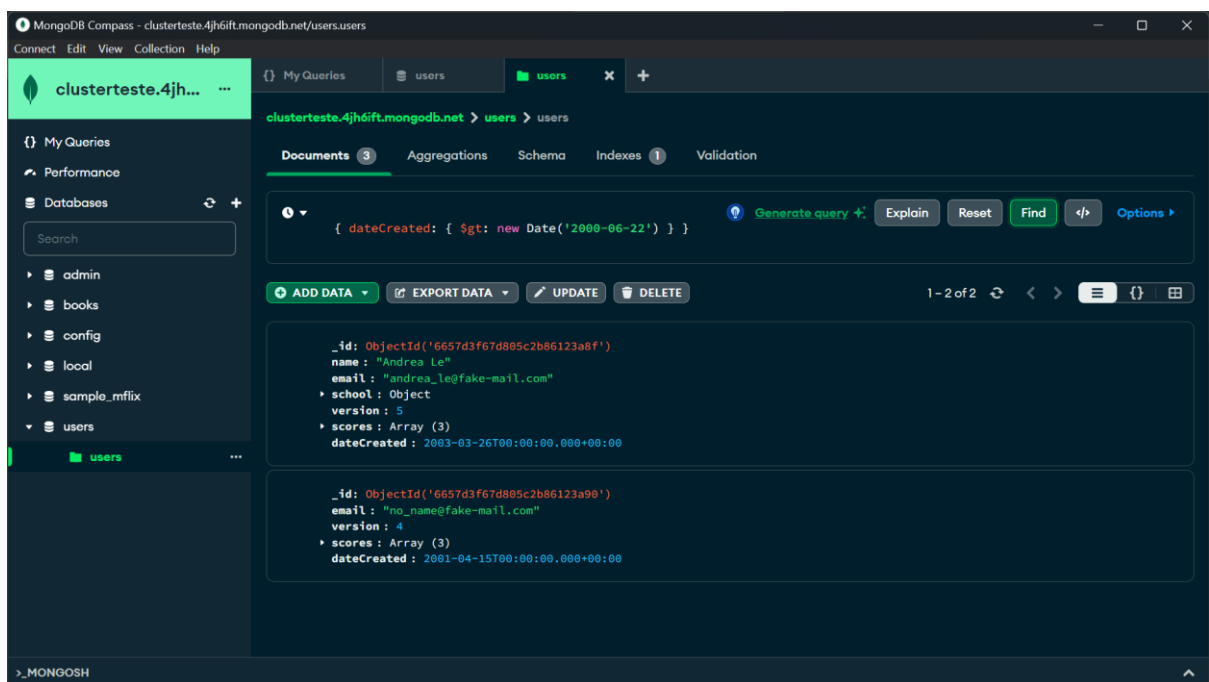 MongoDB Compass - clusterteste.4jh6ift.mongodb.net/users.users
Connect Edit View Collection Help
clusterteste.4jh... ...
{} My Queries
Performance
Databases
Search
admin
books
config
local
sample_mflix
users
users ...
{} My Queries users users
clusterteste.4jh6ift.mongodb.net > users > users
Documents 3 Aggregations Schema Indexes 1 Validation
Generate query Explain Reset Find </> Options
{ dateCreated: { $gt: new Date('2000-06-22') } }
ADD DATA EXPORT DATA UPDATE DELETE 1-2 of 2 {}
_id: ObjectId('6657d3f67d805c2b86123a8f')
name : "Andrea Le"
email : "andrea_le@fake-mail.com"
school : Object
version : 5
scores : Array (3)
dateCreated : 2003-03-26T00:00:00.000+00:00
_id: ObjectId('6657d3f67d805c2b86123a90')
email : "no_name@fake-mail.com"
version : 4
scores : Array (3)
dateCreated : 2001-04-15T00:00:00.000+00:00
>_MONGOSH